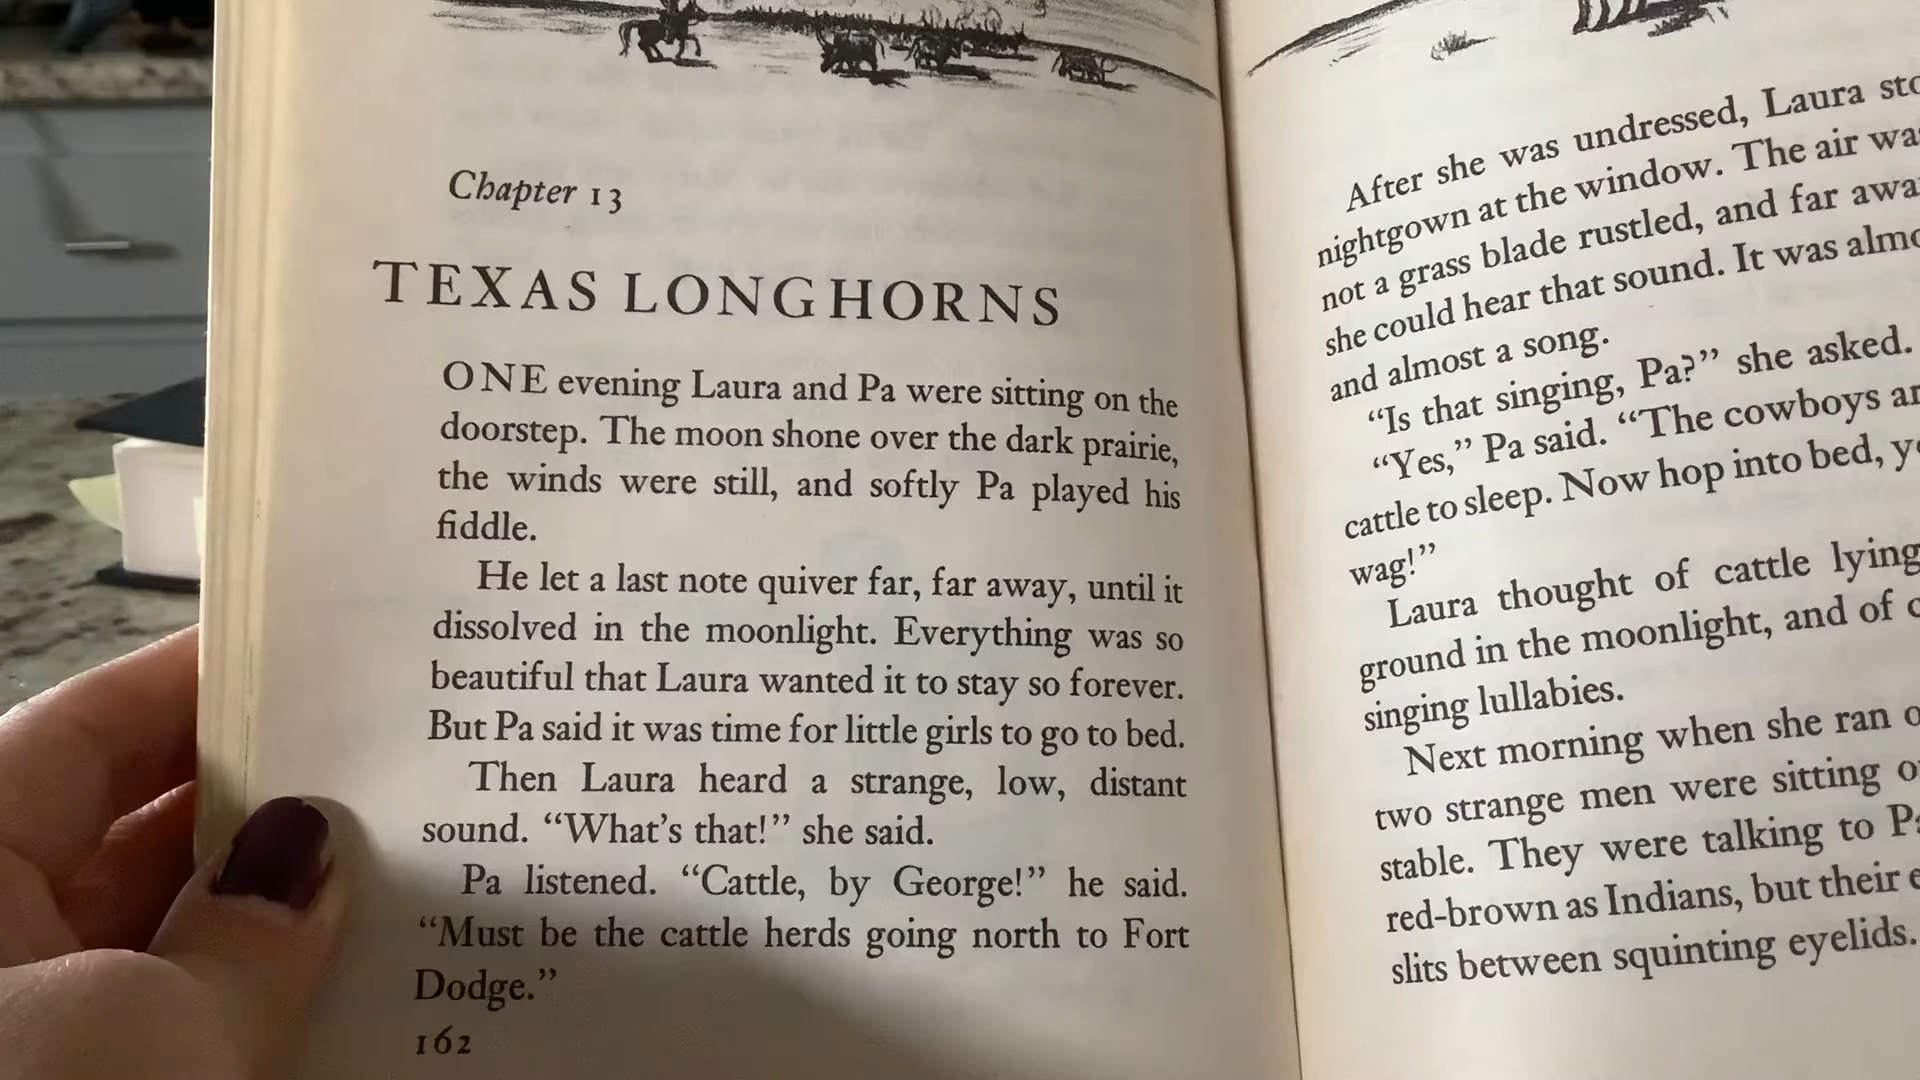 Chapter 13
TEXAS LONGHORNS
ONE evening Laura and Pa were sitting on the
doorstep. The moon shone over the dark prairie,
the winds were still, and softly Pa played his
fiddle.
He let a last note quiver far, far away, until it
dissolved in the moonlight. Everything was so
beautiful that Laura wanted it to stay so forever.
But Pa said it was time for little girls to go to bed.
Then Laura heard a strange, low, distant
sound. “What’s that!” she said.
Pa listened. “Cattle, by George!” he said.
“Must be the cattle herds going north to Fort
Dodge.”
162
After she was undressed, Laura
nightgown at the window. The air
not a grass blade rustled, and far
she could hear that sound. It was
and almost a song.
“Is that singing, Pa?” she asked.
“Yes,” Pa said. “The cowboys
cattle to sleep. Now hop into bed,
wag!”
Laura thought of cattle lying
ground in the moonlight, and of
singing lullabies.
Next morning when she ran
two strange men were sitting
stable. They were talking to
red-brown as Indians, but their
slits between squinting eyelids.